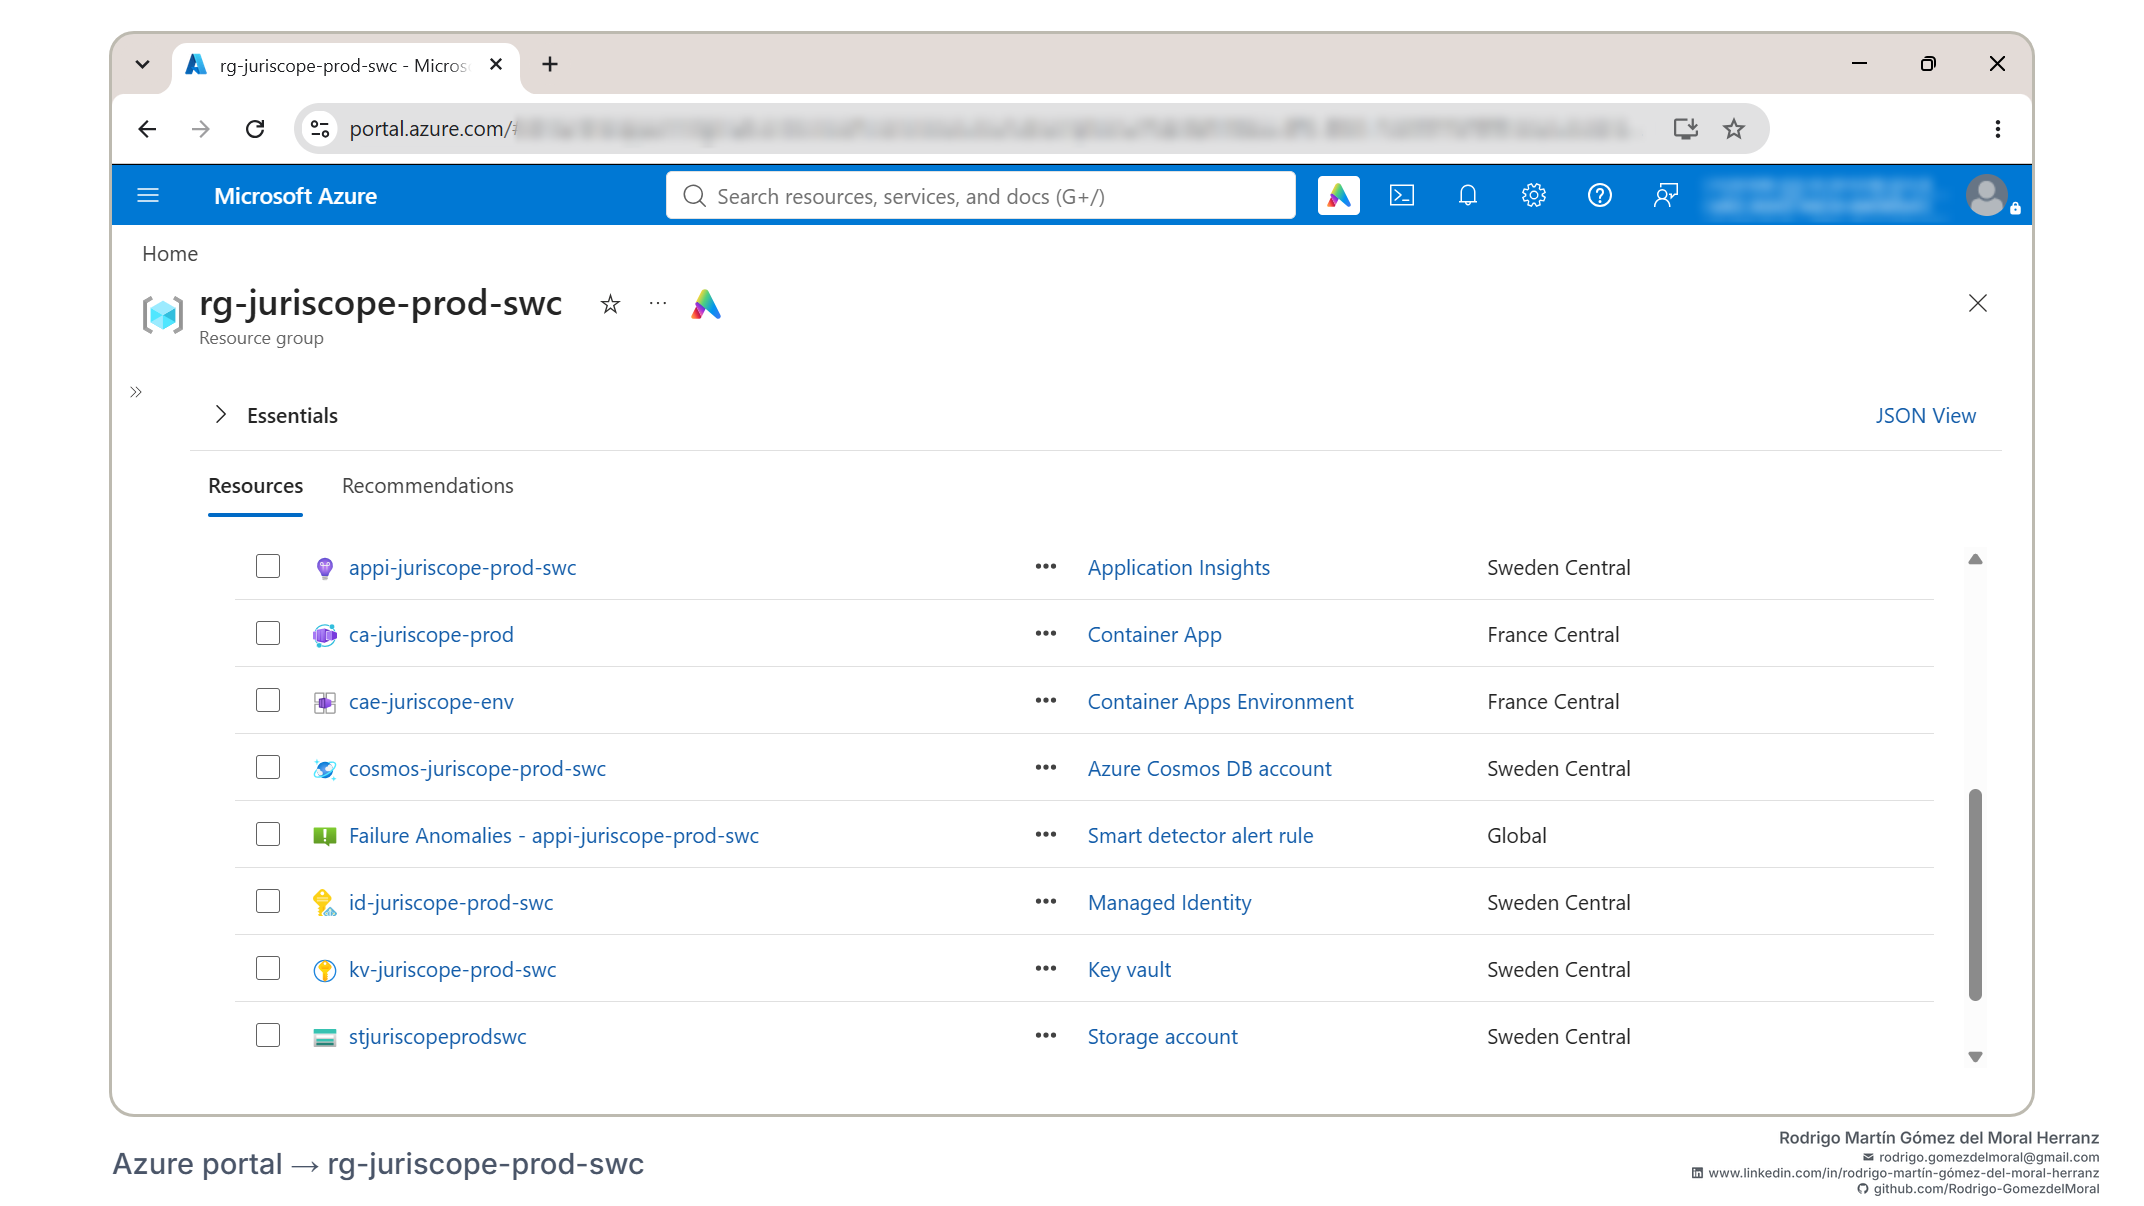 rg-juriscope-prod-swc - Micros
portal.azure.com/
Microsoft Azure
Search resources, services, and docs (G+/)
Home
rg-juriscope-prod-swc
Resource group
Essentials
JSON View
Resources
Recommendations
appi-juriscope-prod-swc Application Insights Sweden Central
ca-juriscope-prod Container App France Central
cae-juriscope-env Container Apps Environment France Central
cosmos-juriscope-prod-swc Azure Cosmos DB account Sweden Central
Failure Anomalies - appi-juriscope-prod-swc Smart detector alert rule Global
id-juriscope-prod-swc Managed Identity Sweden Central
kv-juriscope-prod-swc Key vault Sweden Central
stjuriscopeprodswc Storage account Sweden Central
Azure portal → rg-juriscope-prod-swc
Rodrigo Martín Gómez del Moral Herranz
rodrigo.gomezdelmoral@gmail.com
www.linkedin.com/in/rodrigo-martín-gómez-del-moral-herranz
github.com/Rodrigo-GomezdelMoral